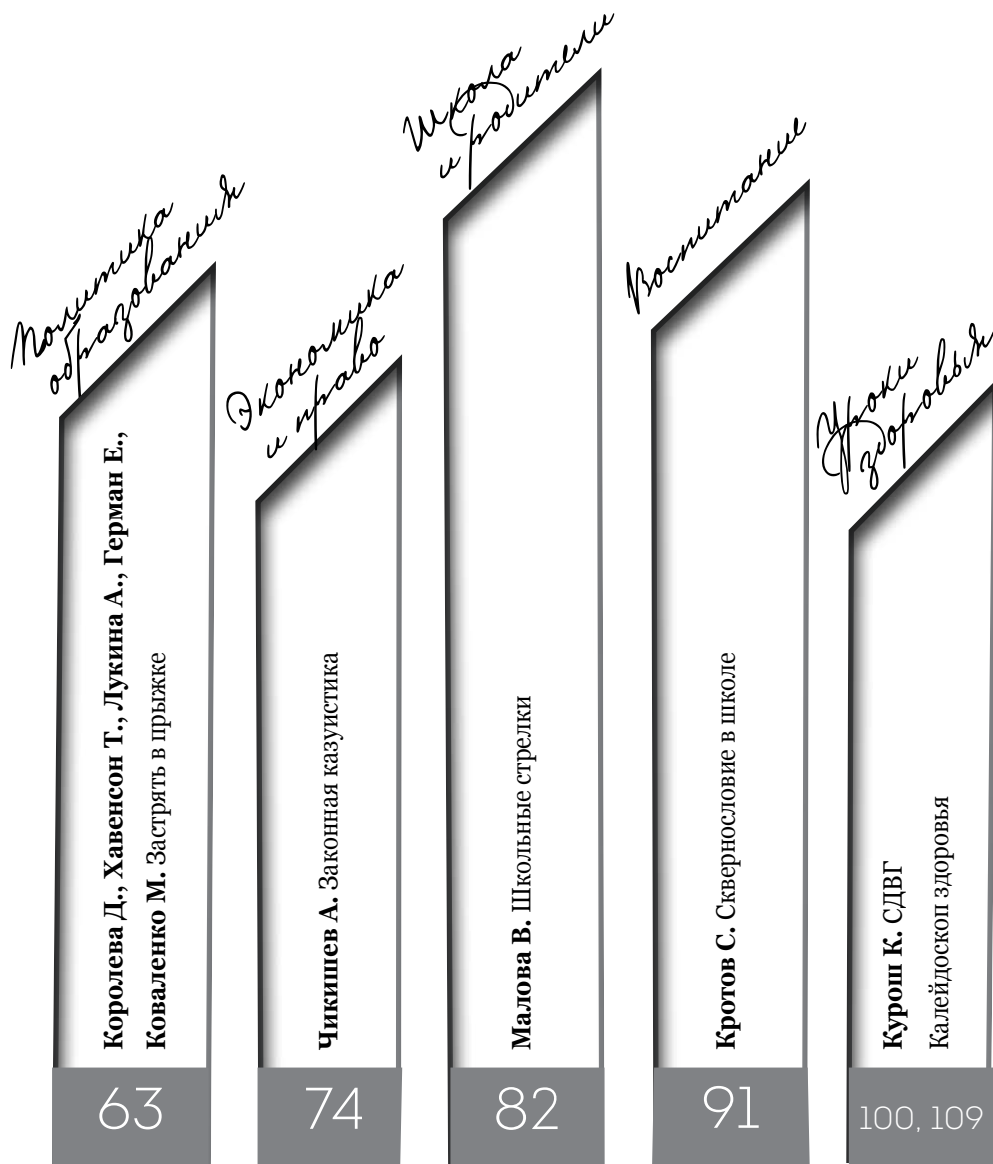 Политика
образования
Королева Д., Хавенсон Т., Лукина А., Герман Е.,
Коваленко М. Застрять в прыжке
63
Экономика
и право
Чикишев А. Законная казуистика
74
Школа
и родители
Малова В. Школьные стрелки
82
Воспитание
Кротов С. Сквернословие в школе
91
Уроки
здоровья
Курош К. СДВГ
Калейдоскоп здоровья
100, 109